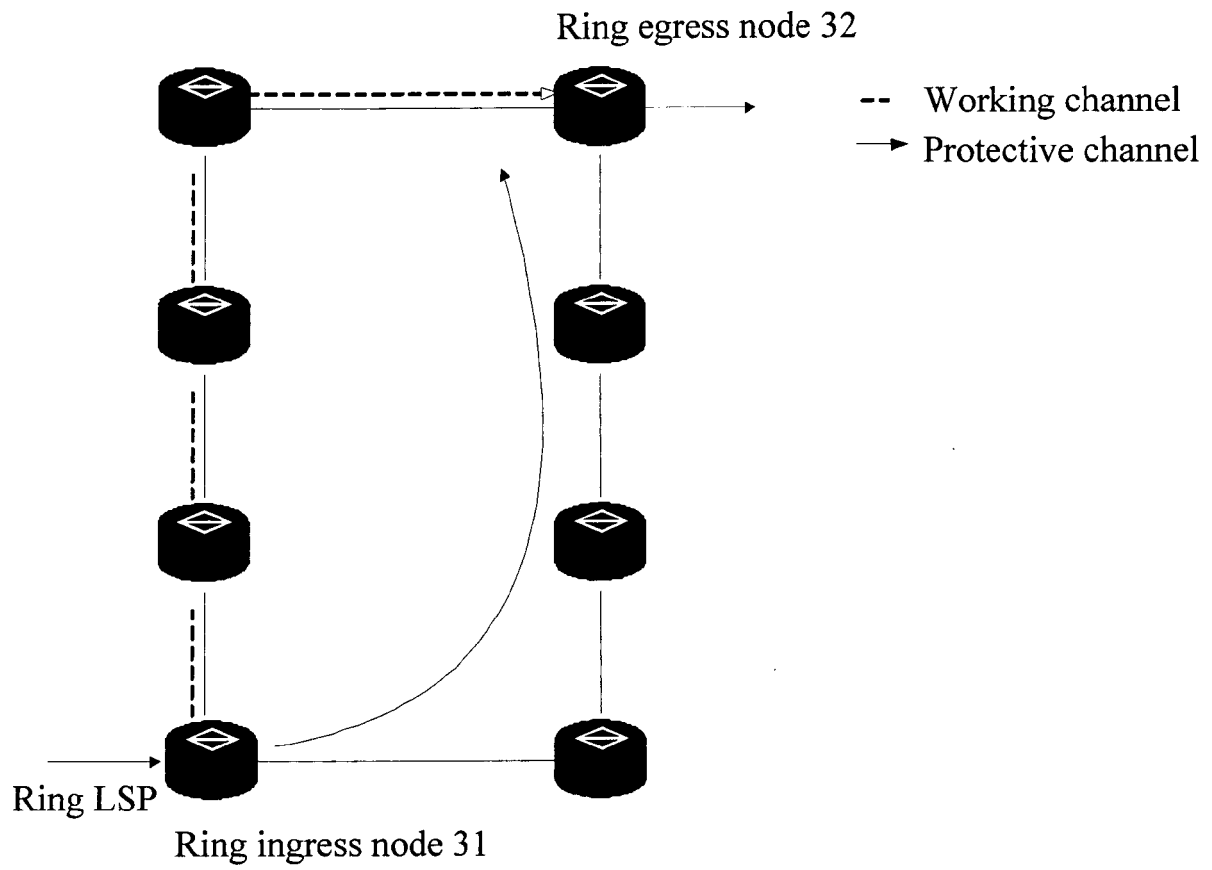 Ring egress node 32
Working channel
Protective channel
Ring LSP
Ring ingress node 31